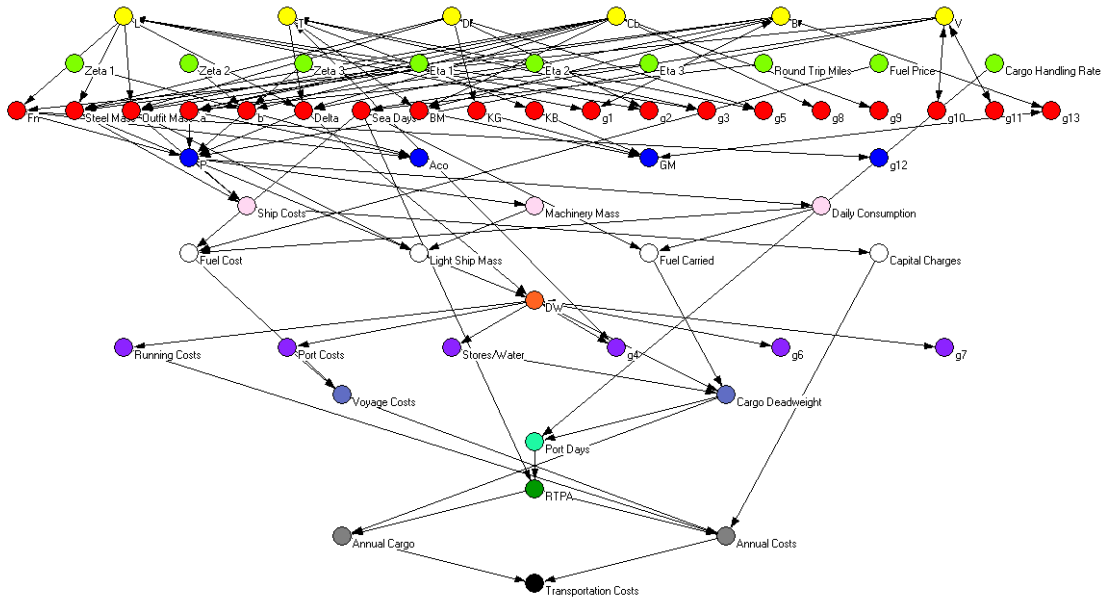 L T D Cb B V
Zeta 1 Zeta 2 Zeta 3 Eta 1 Eta 2 Eta 3 Round Trip Miles Fuel Price Cargo Handling Rate
Fn Steel Mass Outfit Mass a b Delta Sea Days BM KG KB g1 g2 g3 g5 g8 g9 g10 g11 g13
P Aco GM g12
Ship Costs Machinery Mass Daily Consumption
Fuel Cost Light Ship Mass Fuel Carried Capital Charges
DW
Running Costs Port Costs Stores/Water g4 g6 g7
Voyage Costs Cargo Deadweight
Port Days
RTPA
Annual Cargo Annual Costs
Transportation Costs